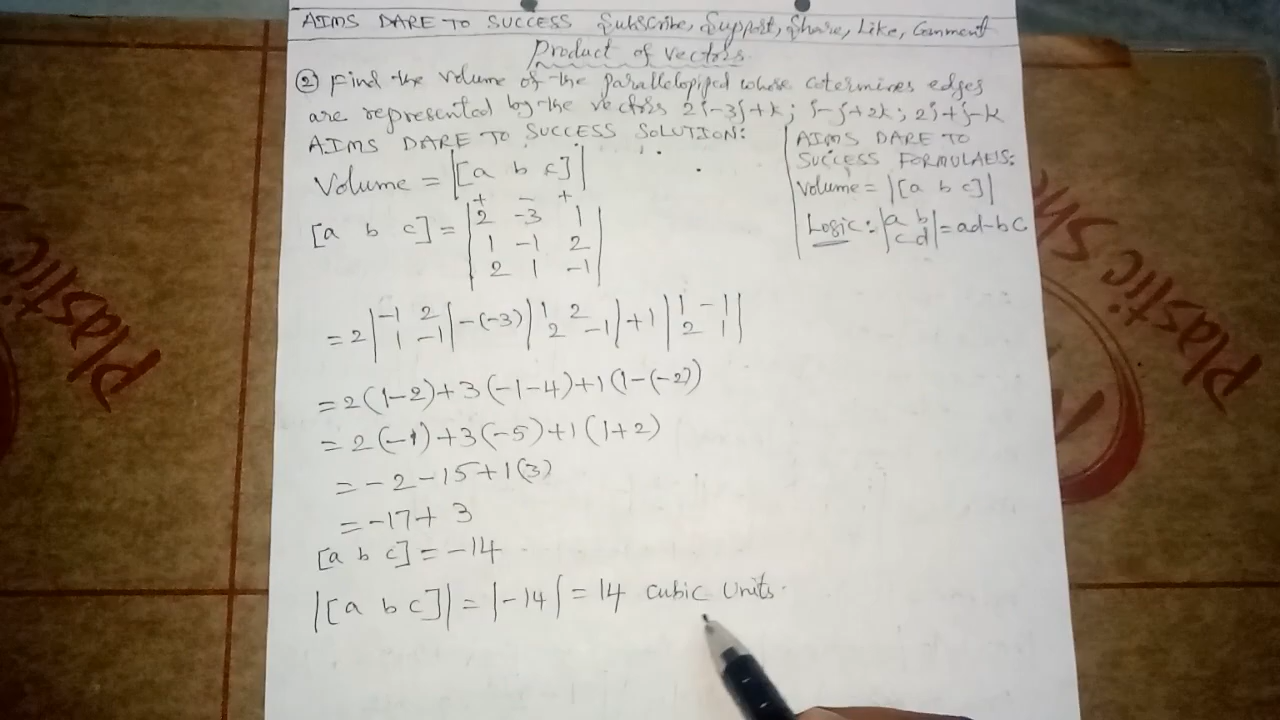 AIMS DARE TO SUCCESS Subscribe, Support, Share, Like, Comment
Product of vectors
② Find the volume of the parallelopiped whose coterminus edges
are represented by the vectors 2i-3j+k; i-j+2k; 2i+j-k
AIMS DARE TO SUCCESS SOLUTION:
Volume = |[a b c]|
+ - +
[a b c] = |2 -3 1|
|1 -1 2|
|2 1 -1|
= 2|-1 2| -(-3)|1 2| +1|1 -1|
|1 -1| |2 -1| |2 1|
= 2(1-2)+3(-1-4)+1(1-(-2))
= 2(-1)+3(-5)+1(1+2)
= -2-15+1(3)
= -17+3
[a b c] = -14
|[a b c]| = |-14| = 14 cubic units.
AIMS DARE TO
SUCCESS FORMULAE IS:
Volume = |[a b c]|
Logic: |a b| = ad-bc
|c d|
Plastic
Plastic Sho